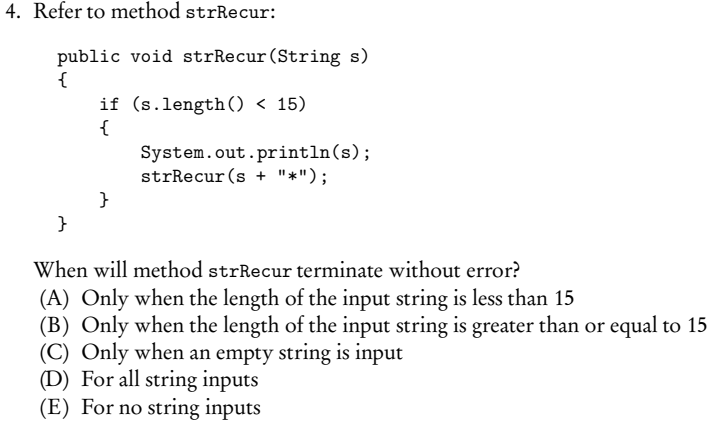 4. Refer to method strRecur:
public void strRecur(String s)
{
if (s.length() < 15)
{
System.out.println(s);
strRecur(s + "*");
}
}
When will method strRecur terminate without error?
(A) Only when the length of the input string is less than 15
(B) Only when the length of the input string is greater than or equal to 15
(C) Only when an empty string is input
(D) For all string inputs
(E) For no string inputs